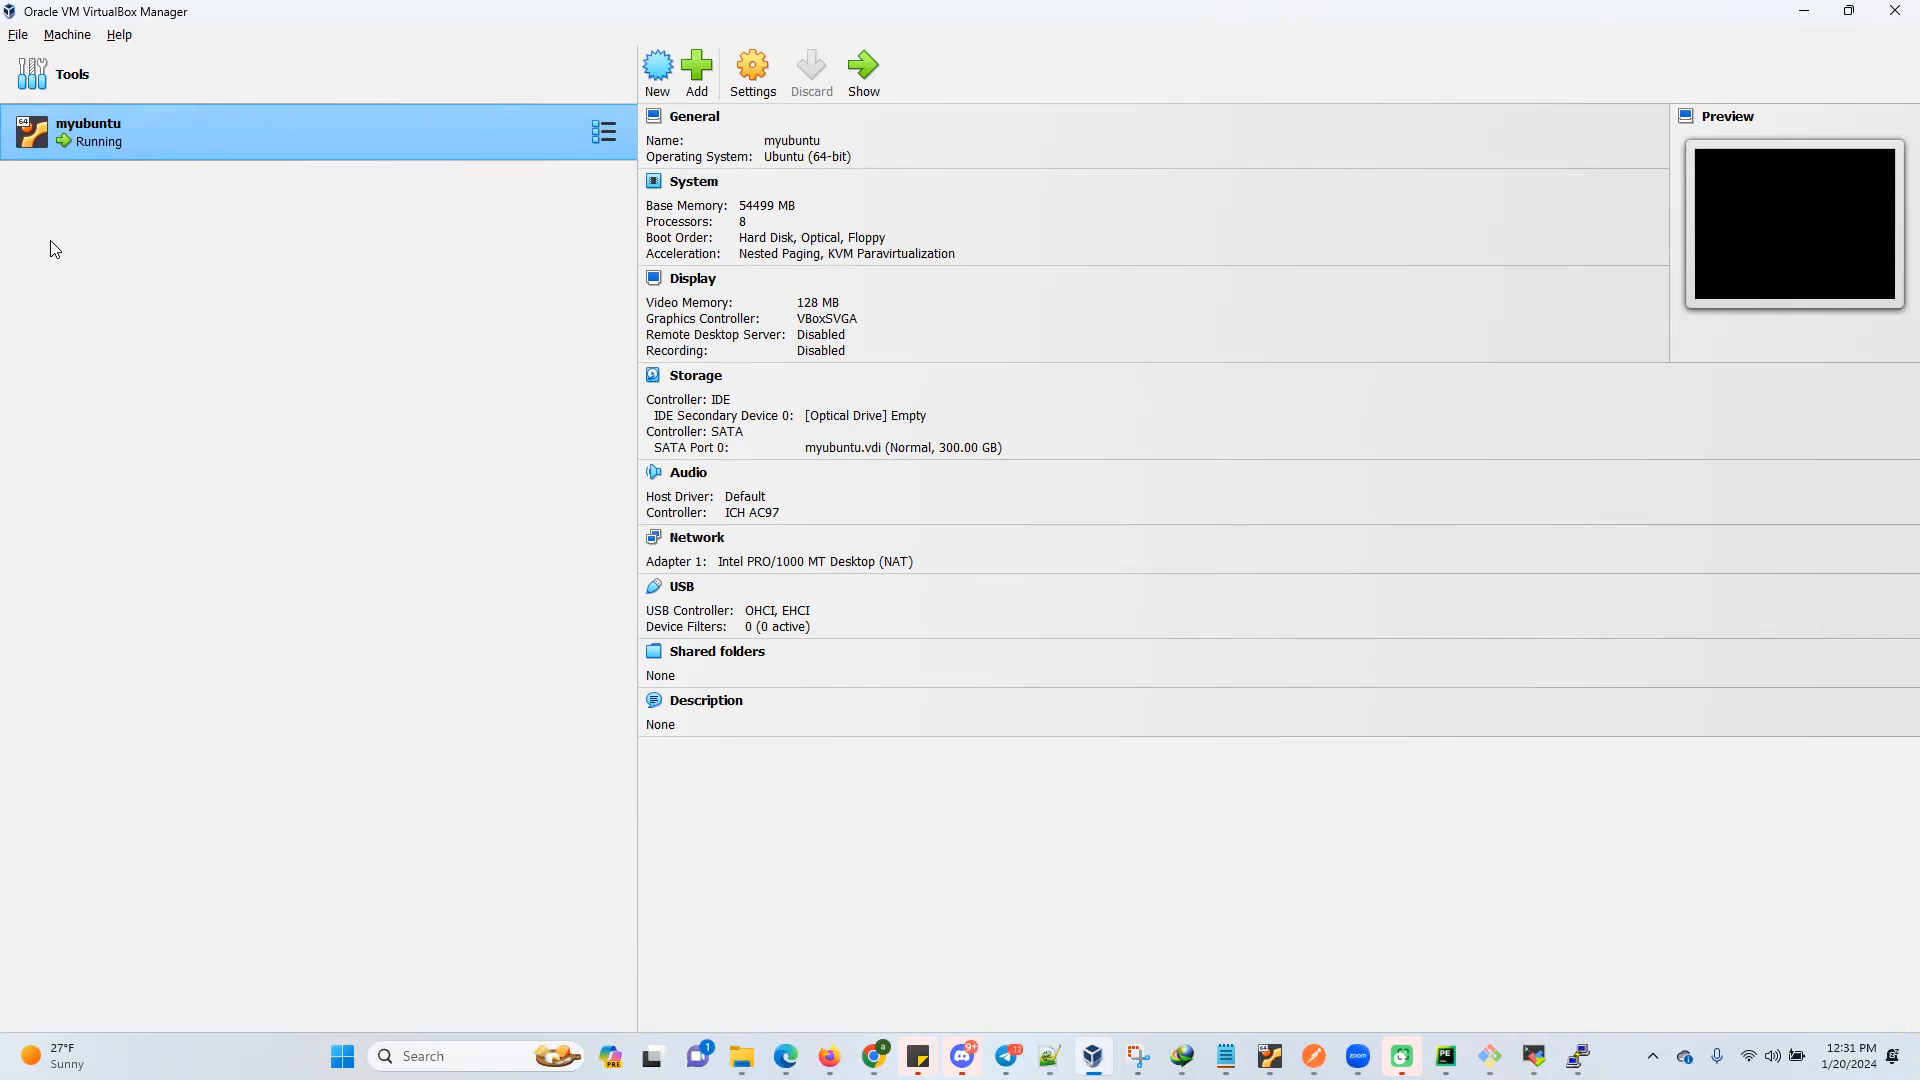 Oracle VM VirtualBox Manager
File Machine Help
Tools
New Add Settings Discard Show
64 myubuntu
Running
General
Name: myubuntu
Operating System: Ubuntu (64-bit)
Preview
System
Base Memory: 54499 MB
Processors: 8
Boot Order: Hard Disk, Optical, Floppy
Acceleration: Nested Paging, KVM Paravirtualization
Display
Video Memory: 128 MB
Graphics Controller: VBoxSVGA
Remote Desktop Server: Disabled
Recording: Disabled
Storage
Controller: IDE
IDE Secondary Device 0: [Optical Drive] Empty
Controller: SATA
SATA Port 0: myubuntu.vdi (Normal, 300.00 GB)
Audio
Host Driver: Default
Controller: ICH AC97
Network
Adapter 1: Intel PRO/1000 MT Desktop (NAT)
USB
USB Controller: OHCI, EHCI
Device Filters: 0 (0 active)
Shared folders
None
Description
None
27°F
Sunny
Search
PRE
1
a
9+
zoom
PE
12:31 PM
1/20/2024